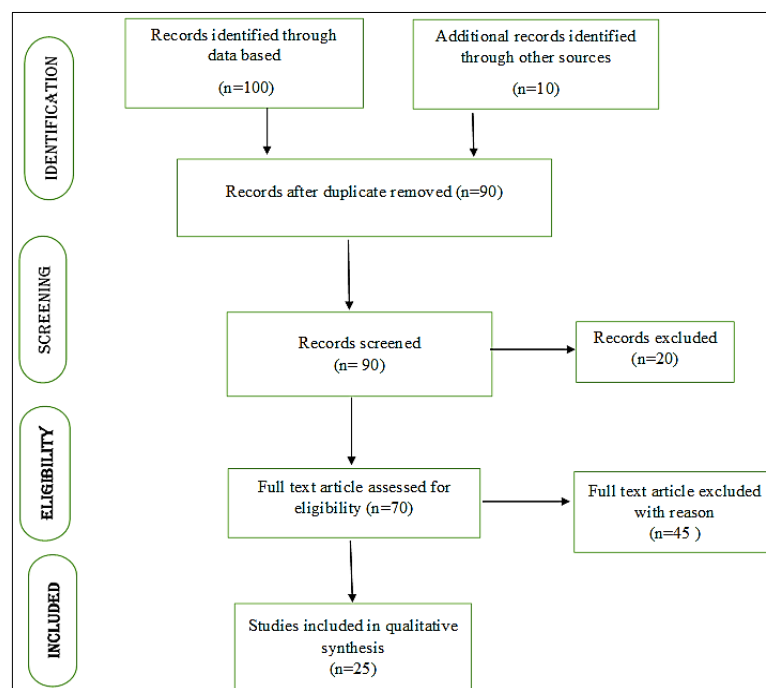 IDENTIFICATION
Records identified through
data based
(n=100)
Additional records identified
through other sources
(n=10)
Records after duplicate removed (n=90)
SCREENING
Records screened
(n= 90)
Records excluded
(n=20)
ELIGIBILITY
Full text article assessed for
eligibility (n=70)
Full text article excluded
with reason
(n=45 )
INCLUDED
Studies included in qualitative
synthesis
(n=25)